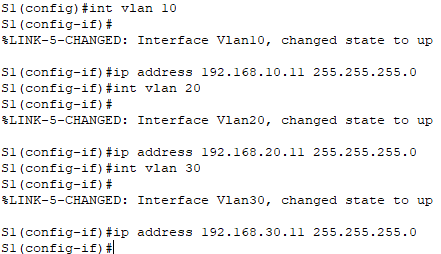 S1(config)#int vlan 10
S1(config-if)#
%LINK-5-CHANGED: Interface Vlan10, changed state to up
S1(config-if)#ip address 192.168.10.11 255.255.255.0
S1(config-if)#int vlan 20
S1(config-if)#
%LINK-5-CHANGED: Interface Vlan20, changed state to up
S1(config-if)#ip address 192.168.20.11 255.255.255.0
S1(config-if)#int vlan 30
S1(config-if)#
%LINK-5-CHANGED: Interface Vlan30, changed state to up
S1(config-if)#ip address 192.168.30.11 255.255.255.0
S1(config-if)#